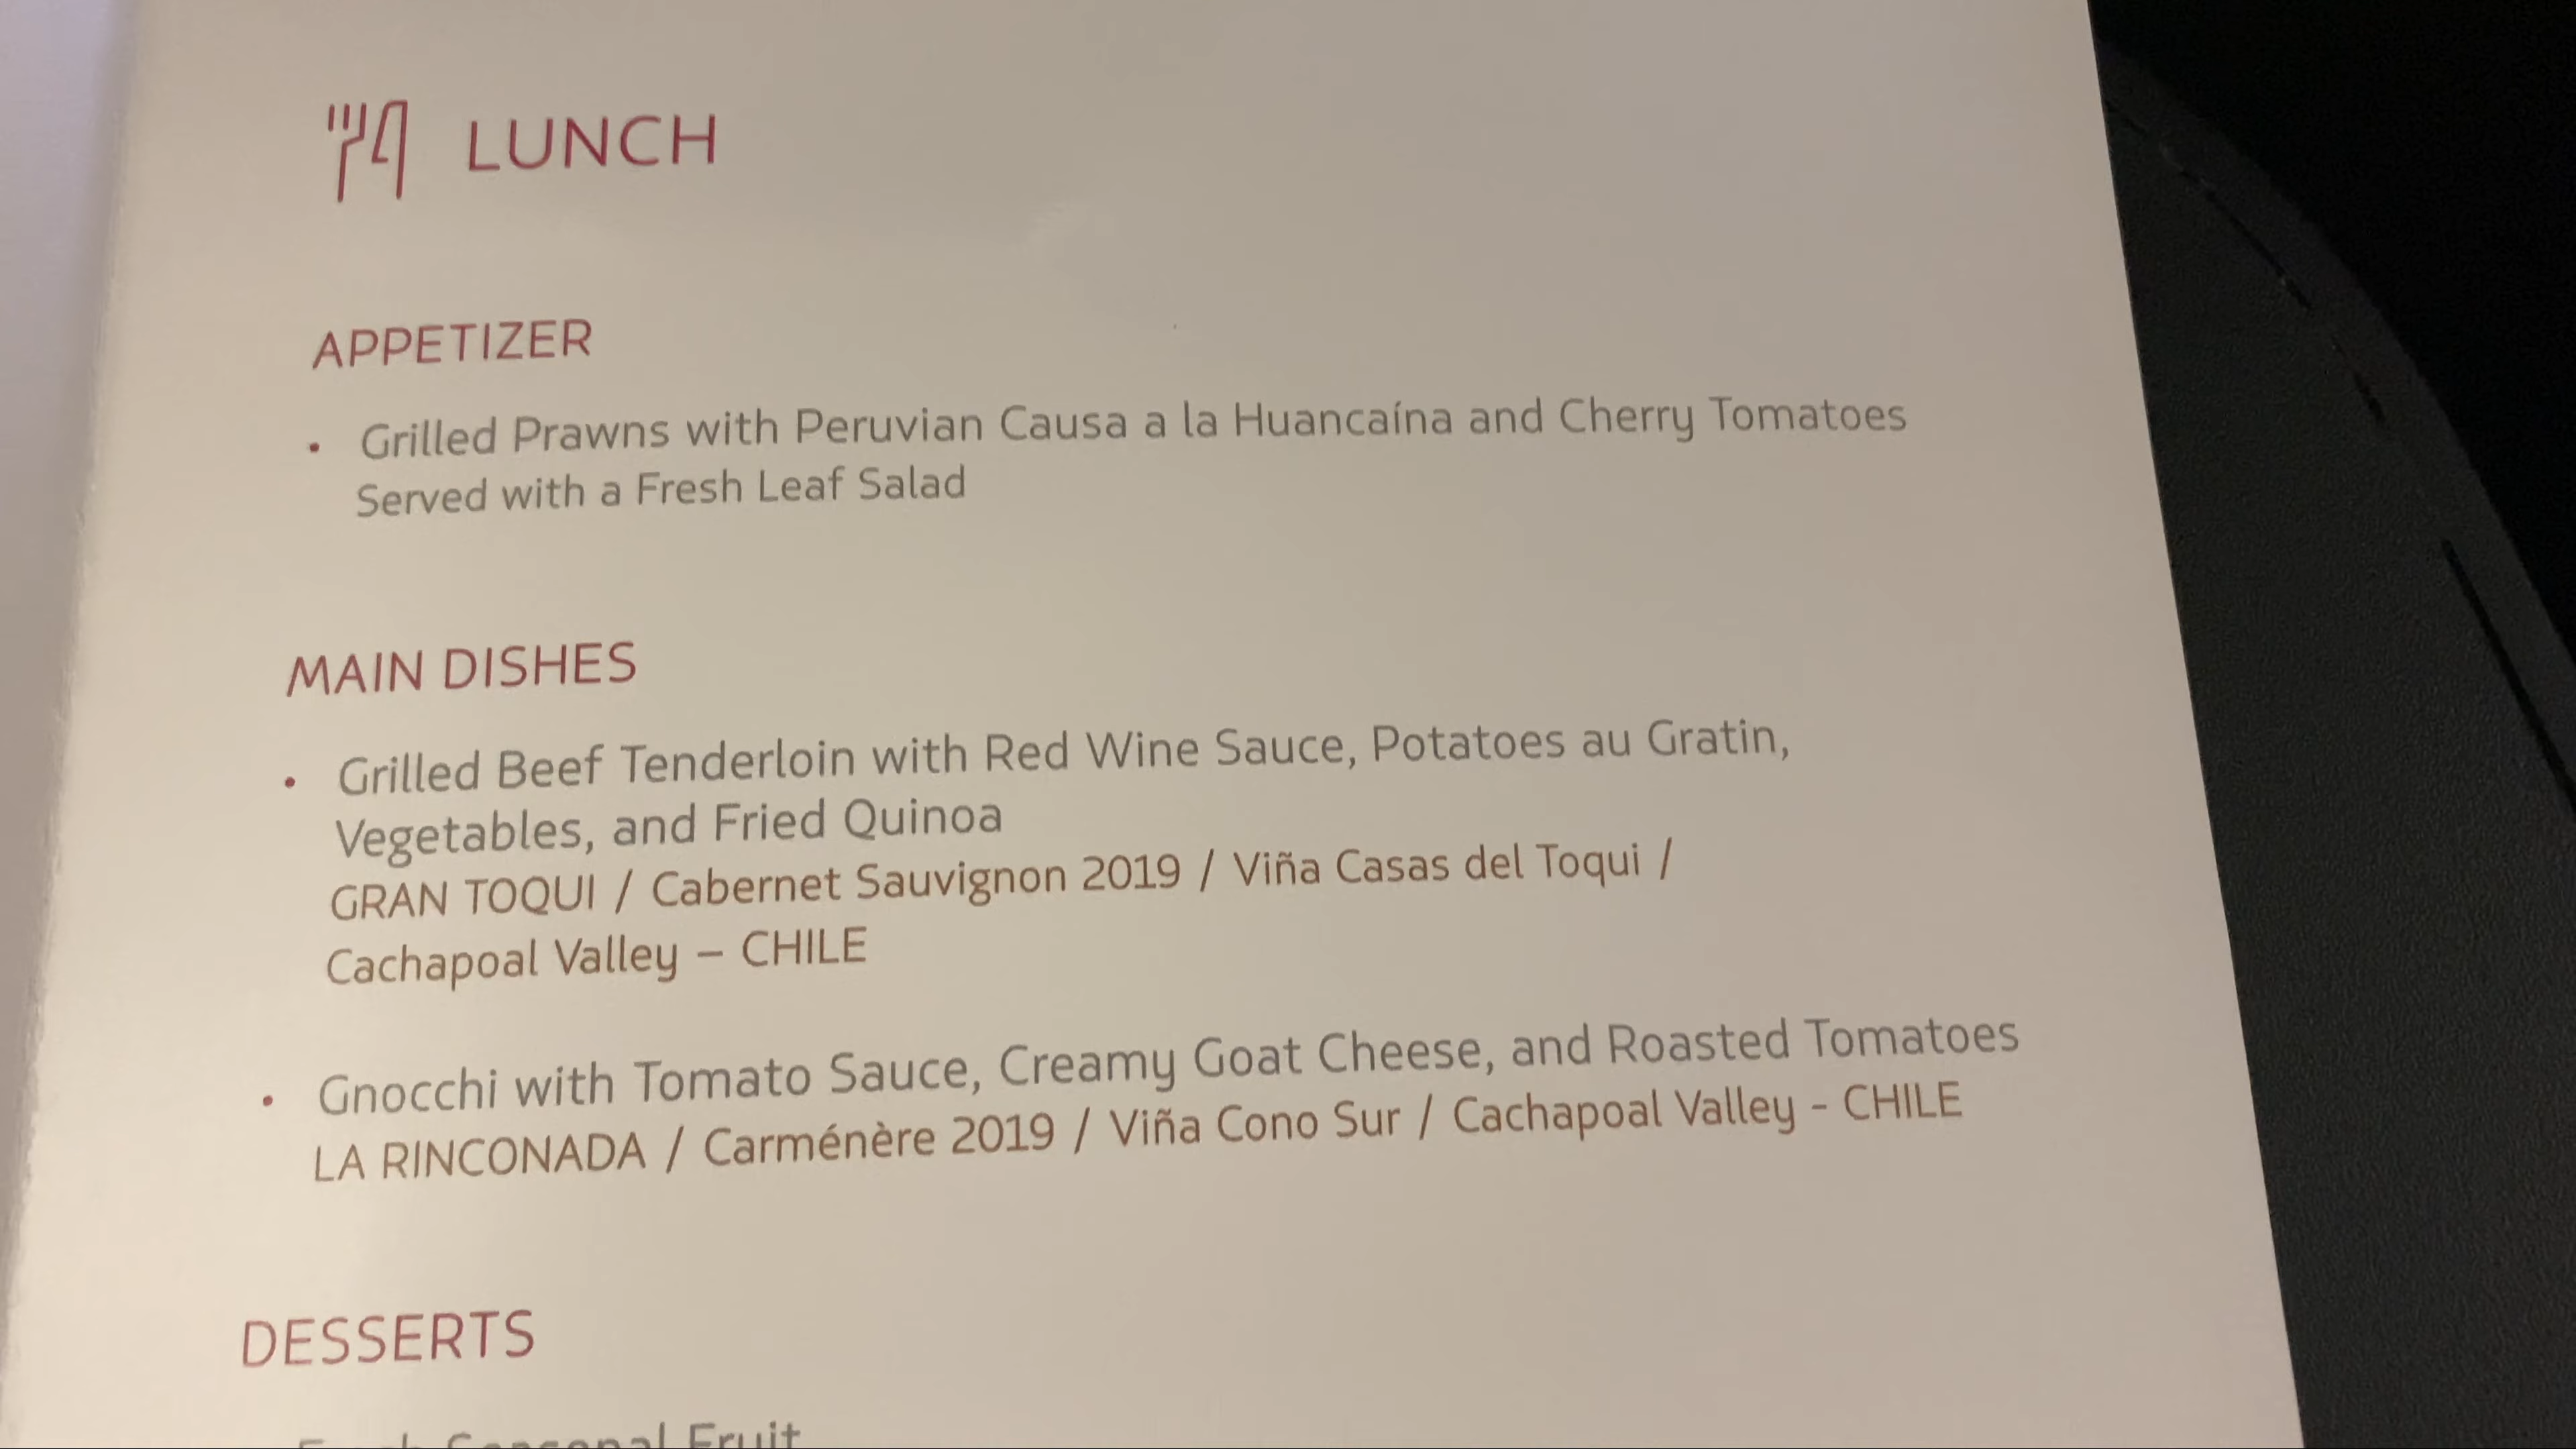 LUNCH
APPETIZER
• Grilled Prawns with Peruvian Causa a la Huancaína and Cherry Tomatoes
Served with a Fresh Leaf Salad
MAIN DISHES
• Grilled Beef Tenderloin with Red Wine Sauce, Potatoes au Gratin,
Vegetables, and Fried Quinoa
GRAN TOQUI / Cabernet Sauvignon 2019 / Viña Casas del Toqui /
Cachapoal Valley – CHILE
• Gnocchi with Tomato Sauce, Creamy Goat Cheese, and Roasted Tomatoes
LA RINCONADA / Carménère 2019 / Viña Cono Sur / Cachapoal Valley - CHILE
DESSERTS
Fresh Seasonal Fruit